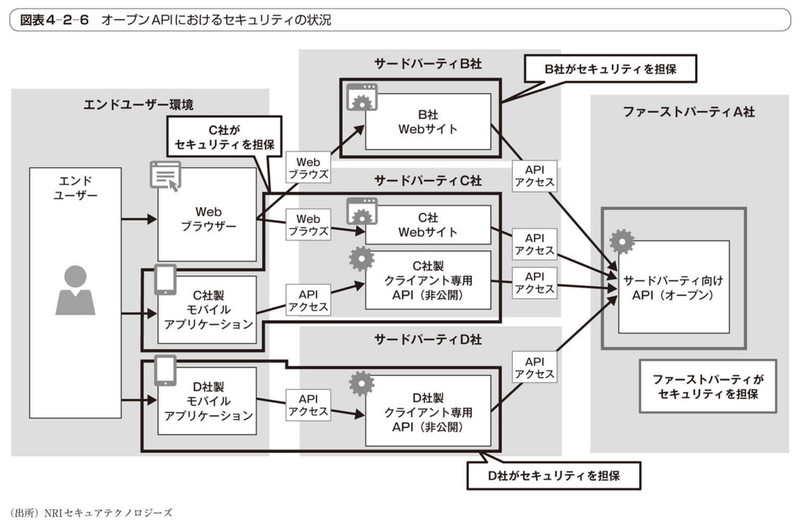 図表4-2-6 オープンAPIにおけるセキュリティの状況
サードパーティB社
B社がセキュリティを担保
エンドユーザー環境
ファーストパーティA社
C社が
セキュリティを担保
B社
Webサイト
Web
ブラウズ
API
アクセス
サードパーティC社
エンド
ユーザー
Web
ブラウザー
Web
ブラウズ
C社
Webサイト
API
アクセス
C社製
クライアント専用
API（非公開）
API
アクセス
サードパーティ向け
API（オープン）
C社製
モバイル
アプリケーション
API
アクセス
サードパーティD社
API
アクセス
ファーストパーティが
セキュリティを担保
D社製
モバイル
アプリケーション
API
アクセス
D社製
クライアント専用
API（非公開）
D社がセキュリティを担保
（出所）NRIセキュアテクノロジーズ